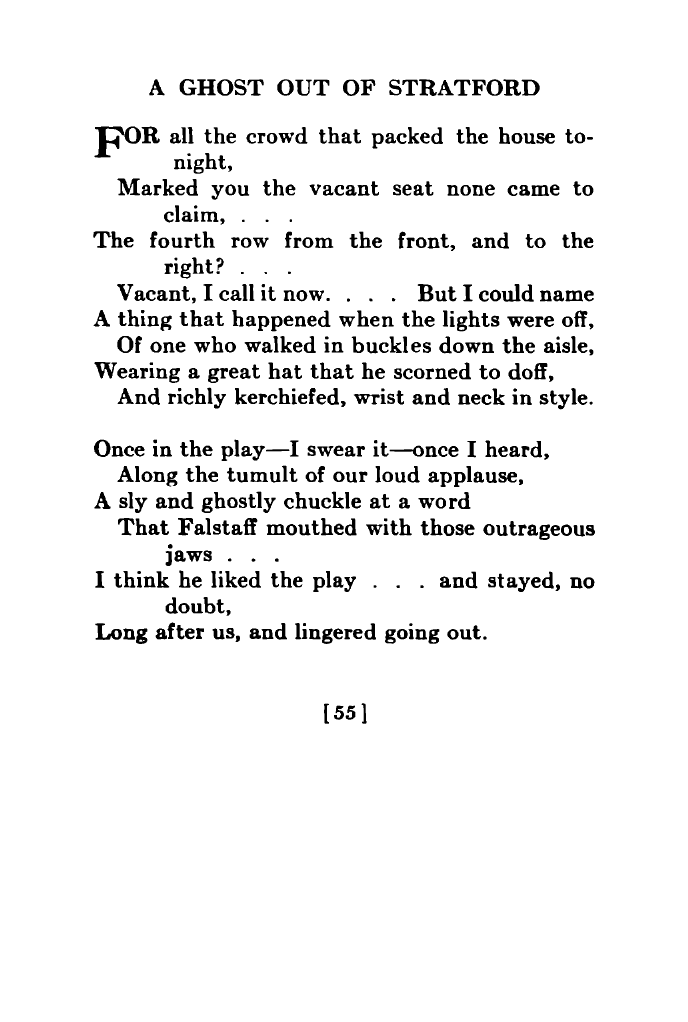 A GHOST OUT OF STRATFORD
FOR all the crowd that packed the house to-
night,
Marked you the vacant seat none came to
claim, . . .
The fourth row from the front, and to the
right? . . .
Vacant, I call it now. . . . But I could name
A thing that happened when the lights were off,
Of one who walked in buckles down the aisle,
Wearing a great hat that he scorned to doff,
And richly kerchiefed, wrist and neck in style.
Once in the play—I swear it—once I heard,
Along the tumult of our loud applause,
A sly and ghostly chuckle at a word
That Falstaff mouthed with those outrageous
jaws . . .
I think he liked the play . . . and stayed, no
doubt,
Long after us, and lingered going out.
[55]